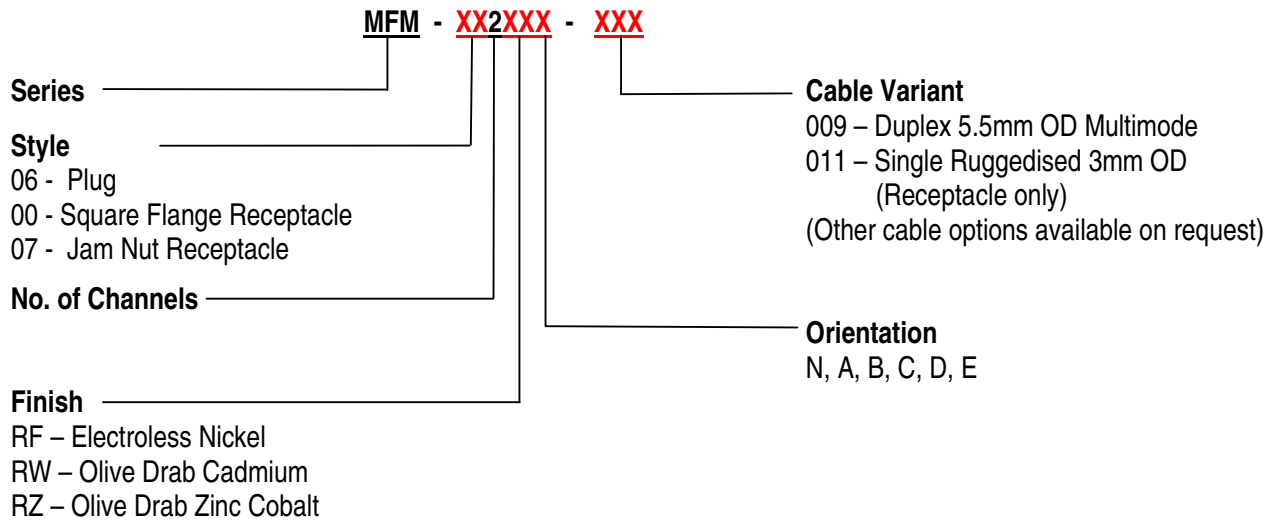 MFM - XX2XXX - XXX
Series
Style
06 - Plug
00 - Square Flange Receptacle
07 - Jam Nut Receptacle
No. of Channels
Finish
RF – Electroless Nickel
RW – Olive Drab Cadmium
RZ – Olive Drab Zinc Cobalt
Cable Variant
009 – Duplex 5.5mm OD Multimode
011 – Single Ruggedised 3mm OD
(Receptacle only)
(Other cable options available on request)
Orientation
N, A, B, C, D, E